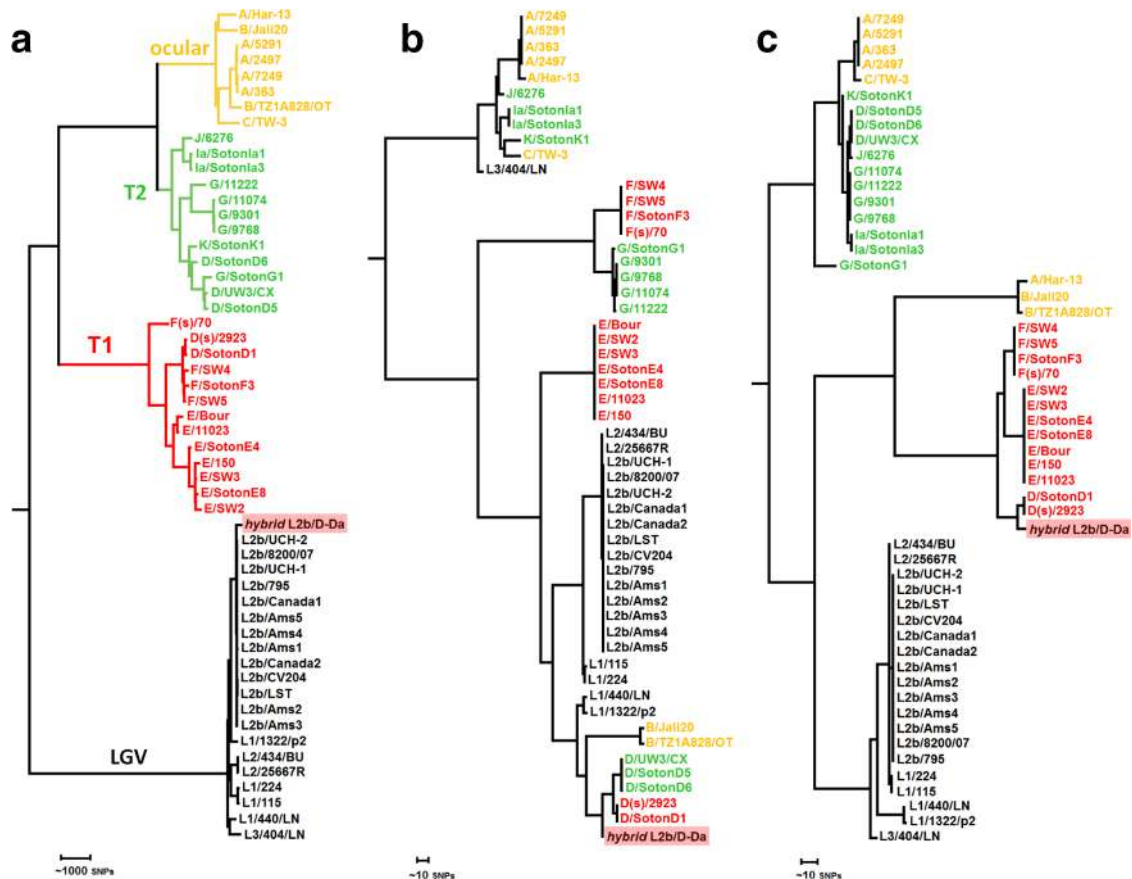 a
A/Har-13
B/Jali20
ocular
A/5291
A/2497
A/7249
A/363
B/TZ1A828/OT
C/TW-3
J/6276
Ia/SotonIa1
Ia/SotonIa3
T2
G/11222
G/11074
G/9301
G/9768
K/SotonK1
D/SotonD6
G/SotonG1
D/UW3/CX
D/SotonD5
F(s)/70
T1
D(s)/2923
D/SotonD1
F/SW4
F/SotonF3
F/SW5
E/Bour
E/11023
E/SotonE4
E/150
E/SW3
E/SotonE8
E/SW2
hybrid L2b/D-Da
L2b/UCH-2
L2b/8200/07
L2b/UCH-1
L2b/795
L2b/Canada1
L2b/Ams5
L2b/Ams4
L2b/Ams1
L2b/Canada2
L2b/CV204
L2b/LST
L2b/Ams2
L2b/Ams3
L1/1322/p2
LGV
L2/434/BU
L2/25667R
L1/224
L1/115
L1/440/LN
L3/404/LN
~1000 SNPs
b
A/7249
A/5291
A/363
A/2497
A/Har-13
J/6276
Ia/SotonIa1
Ia/SotonIa3
K/SotonK1
C/TW-3
L3/404/LN
F/SW4
F/SW5
F/SotonF3
F(s)/70
G/SotonG1
G/9301
G/9768
G/11074
G/11222
E/Bour
E/SW2
E/SW3
E/SotonE4
E/SotonE8
E/11023
E/150
L2/434/BU
L2/25667R
L2b/UCH-1
L2b/8200/07
L2b/UCH-2
L2b/Canada1
L2b/Canada2
L2b/LST
L2b/CV204
L2b/795
L2b/Ams1
L2b/Ams2
L2b/Ams3
L2b/Ams4
L2b/Ams5
L1/115
L1/224
L1/440/LN
L1/1322/p2
B/Jali20
B/TZ1A828/OT
D/UW3/CX
D/SotonD5
D/SotonD6
D(s)/2923
D/SotonD1
hybrid L2b/D-Da
~10 SNPs
c
A/7249
A/5291
A/363
A/2497
C/TW-3
K/SotonK1
D/SotonD5
D/SotonD6
D/UW3/CX
J/6276
G/11074
G/11222
G/9301
G/9768
Ia/SotonIa1
Ia/SotonIa3
G/SotonG1
A/Har-13
B/Jali20
B/TZ1A828/OT
F/SW4
F/SW5
F/SotonF3
F(s)/70
E/SW2
E/SW3
E/SotonE4
E/SotonE8
E/Bour
E/150
E/11023
D/SotonD1
D(s)/2923
hybrid L2b/D-Da
L2/434/BU
L2/25667R
L2b/UCH-2
L2b/UCH-1
L2b/LST
L2b/CV204
L2b/Canada1
L2b/Canada2
L2b/Ams1
L2b/Ams2
L2b/Ams3
L2b/Ams4
L2b/Ams5
L2b/8200/07
L2b/795
L1/224
L1/115
L1/440/LN
L1/1322/p2
L3/404/LN
~10 SNPs